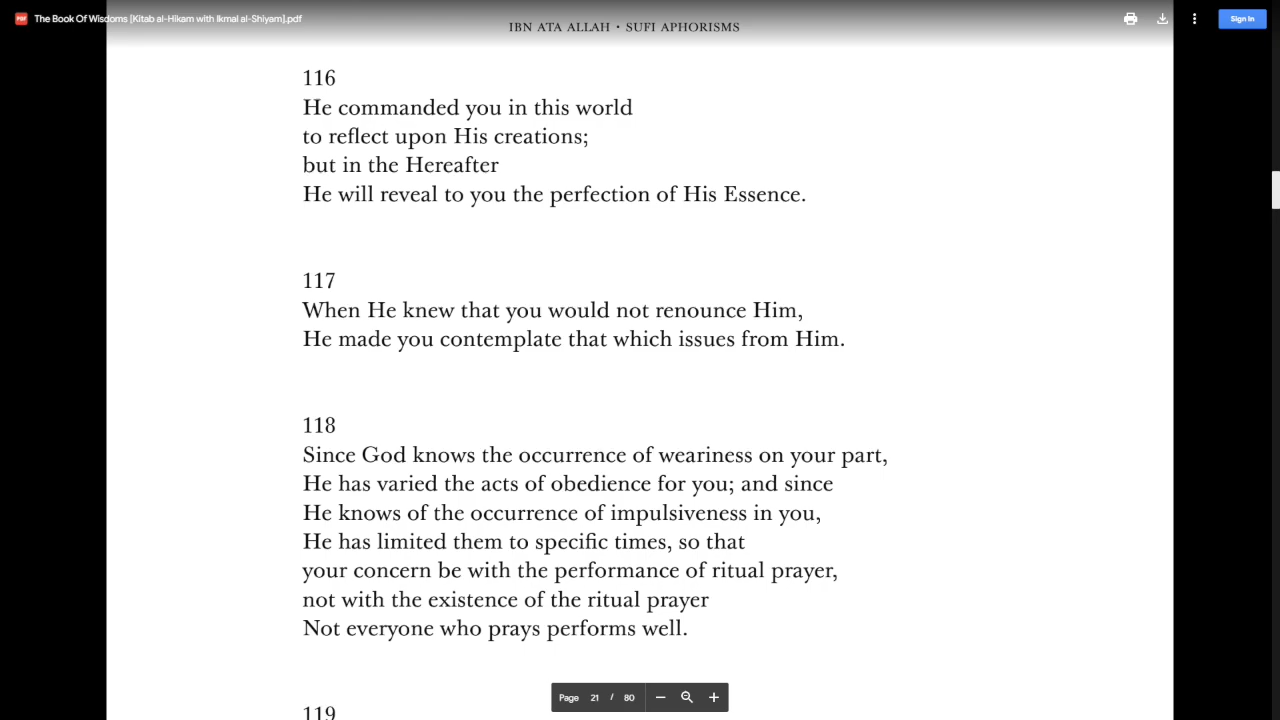 The Book Of Wisdoms [Kitab al-Hikam with Ikmal al-Shiyam].pdf
Sign in
IBN ATA ALLAH • SUFI APHORISMS
116
He commanded you in this world
to reflect upon His creations;
but in the Hereafter
He will reveal to you the perfection of His Essence.
117
When He knew that you would not renounce Him,
He made you contemplate that which issues from Him.
118
Since God knows the occurrence of weariness on your part,
He has varied the acts of obedience for you; and since
He knows of the occurrence of impulsiveness in you,
He has limited them to specific times, so that
your concern be with the performance of ritual prayer,
not with the existence of the ritual prayer
Not everyone who prays performs well.
119
Page 21 / 80